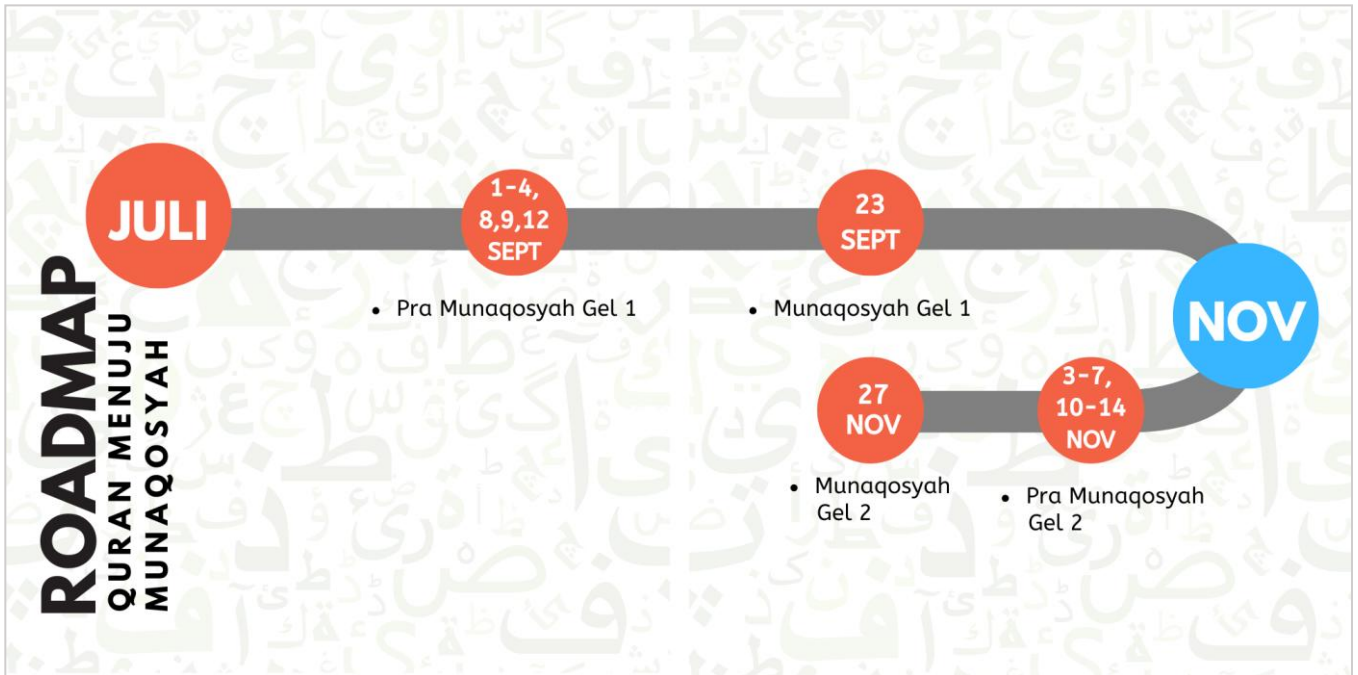 ROADMAP
QURAN MENUJU
MUNAQOSYAH
JULI
1-4,
8,9,12
SEPT
• Pra Munaqosyah Gel 1
23
SEPT
• Munaqosyah Gel 1
NOV
3-7,
10-14
NOV
• Pra Munaqosyah
Gel 2
27
NOV
• Munaqosyah
Gel 2